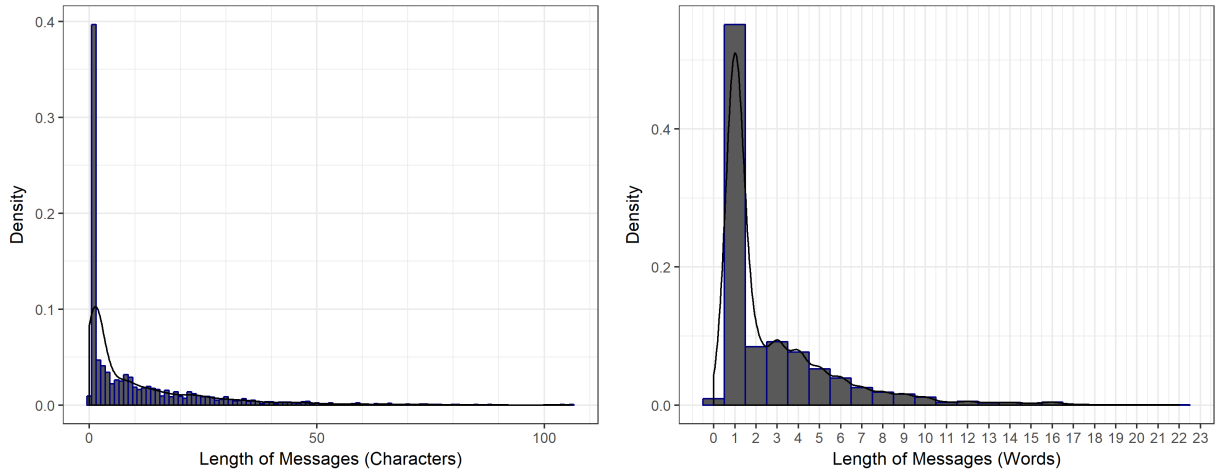 0.4
0.3
0.2
0.1
0.0
Density
0 50 100
Length of Messages (Characters)
0.4
0.2
0.0
Density
0 1 2 3 4 5 6 7 8 9 10 11 12 13 14 15 16 17 18 19 20 21 22 23
Length of Messages (Words)